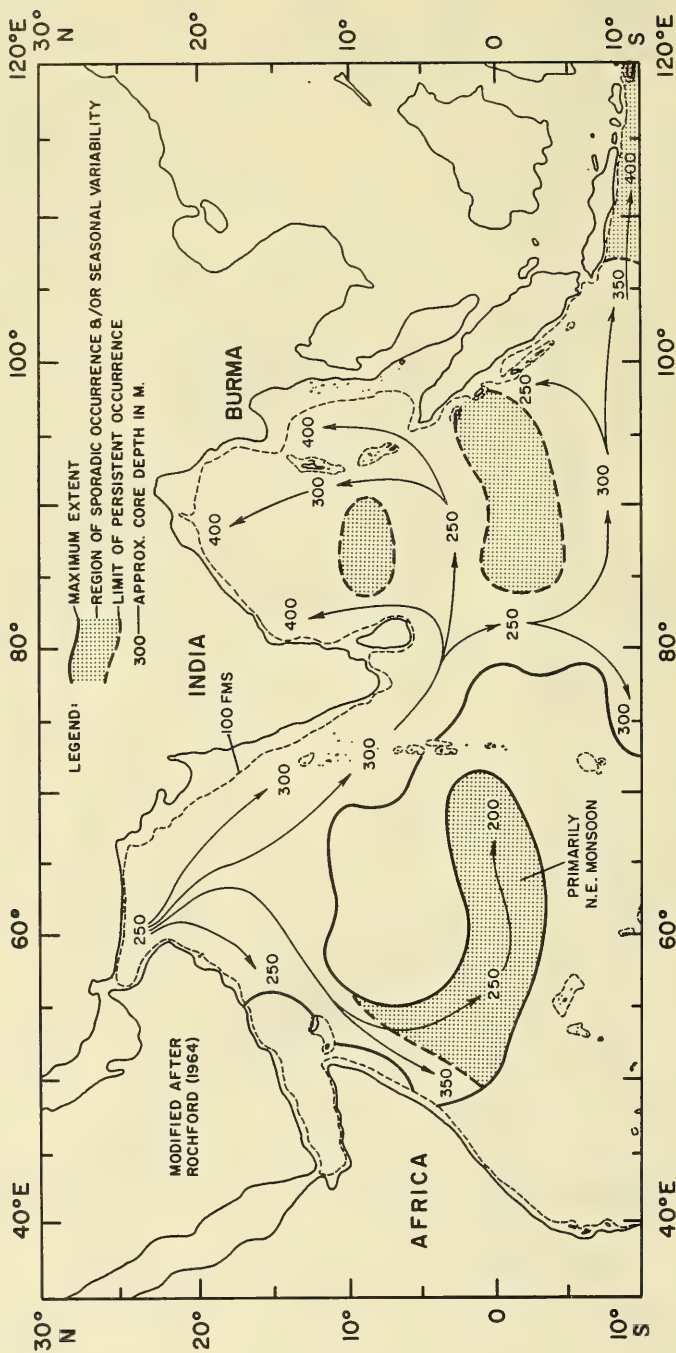 40°E
60°
80°
100°
120°E
30°
N
20°
10°
0
10°
S
30°
N
20°
10°
0
10°
S
40°E
60°
80°
100°
120°E
LEGEND:
MAXIMUM EXTENT
REGION OF SPORADIC OCCURRENCE &/OR SEASONAL VARIABILITY
LIMIT OF PERSISTENT OCCURRENCE
300—APPROX. CORE DEPTH IN M.
MODIFIED AFTER
ROCHFORD (1964)
AFRICA
INDIA
BURMA
100 FMS
PRIMARILY
N.E. MONSOON
250
250
300
300
350
250
200
400
400
300
400
250
250
300
300
250
350
400